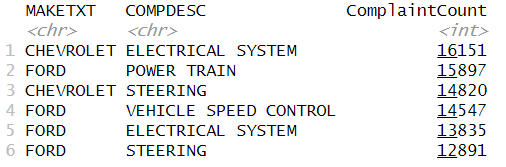 MAKETXT COMPDESC ComplaintCount
<chr> <chr> <int>
1 CHEVROLET ELECTRICAL SYSTEM 16151
2 FORD POWER TRAIN 15897
3 CHEVROLET STEERING 14820
4 FORD VEHICLE SPEED CONTROL 14547
5 FORD ELECTRICAL SYSTEM 13835
6 FORD STEERING 12891